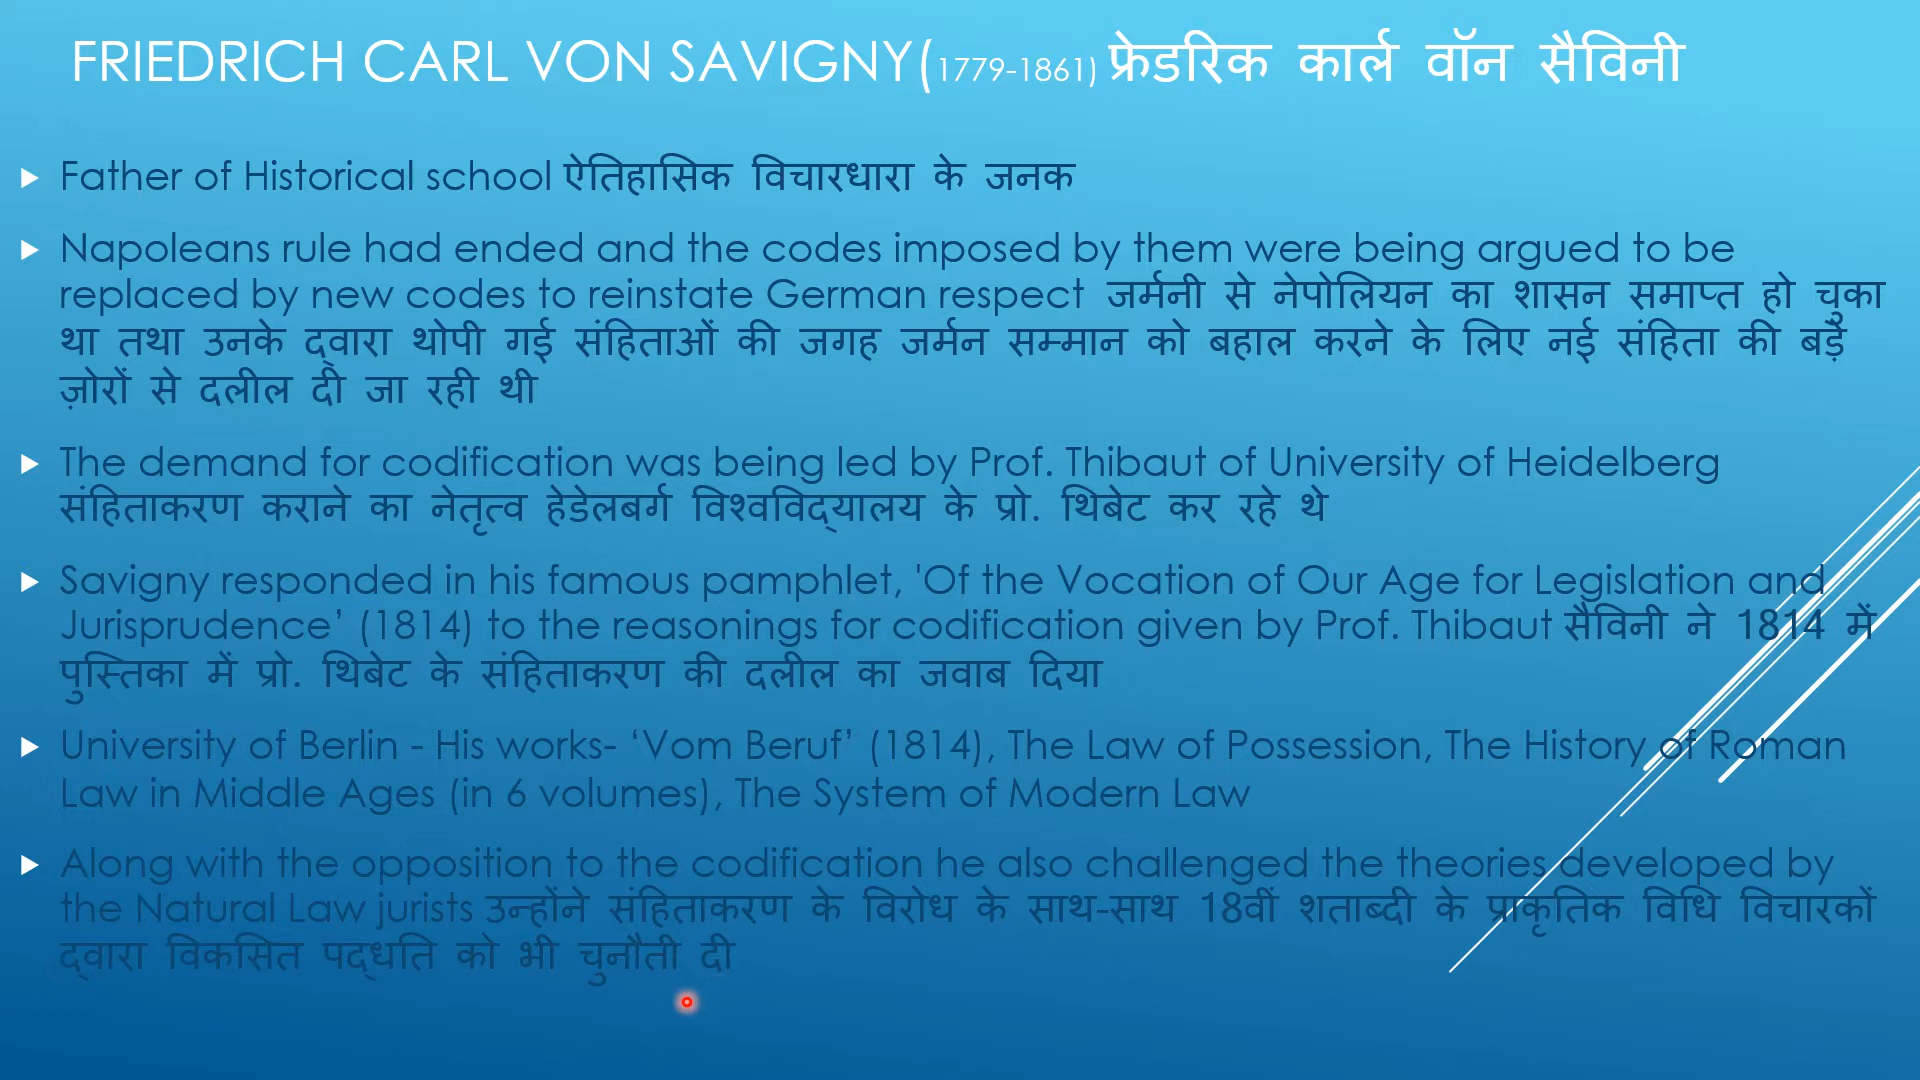 FRIEDRICH CARL VON SAVIGNY(1779-1861) फ्रेडरिक कार्ल वॉन सैविनी
Father of Historical school ऐतिहासिक विचारधारा के जनक
Napoleans rule had ended and the codes imposed by them were being argued to be
replaced by new codes to reinstate German respect जर्मनी से नेपोलियन का शासन समाप्त हो चुका
था तथा उनके द्वारा थोपी गई संहिताओं की जगह जर्मन सम्मान को बहाल करने के लिए नई संहिता की बड़े
ज़ोरों से दलील दी जा रही थी
The demand for codification was being led by Prof. Thibaut of University of Heidelberg
संहिताकरण कराने का नेतृत्व हेडेलबर्ग विश्वविद्यालय के प्रो. थिबेट कर रहे थे
Savigny responded in his famous pamphlet, 'Of the Vocation of Our Age for Legislation and
Jurisprudence’ (1814) to the reasonings for codification given by Prof. Thibaut सैविनी ने 1814 में
पुस्तिका में प्रो. थिबेट के संहिताकरण की दलील का जवाब दिया
University of Berlin - His works- ‘Vom Beruf’ (1814), The Law of Possession, The History of Roman
Law in Middle Ages (in 6 volumes), The System of Modern Law
Along with the opposition to the codification he also challenged the theories developed by
the Natural Law jurists उन्होंने संहिताकरण के विरोध के साथ-साथ 18वीं शताब्दी के प्राकृतिक विधि विचारकों
द्वारा विकसित पद्धति को भी चुनौती दी